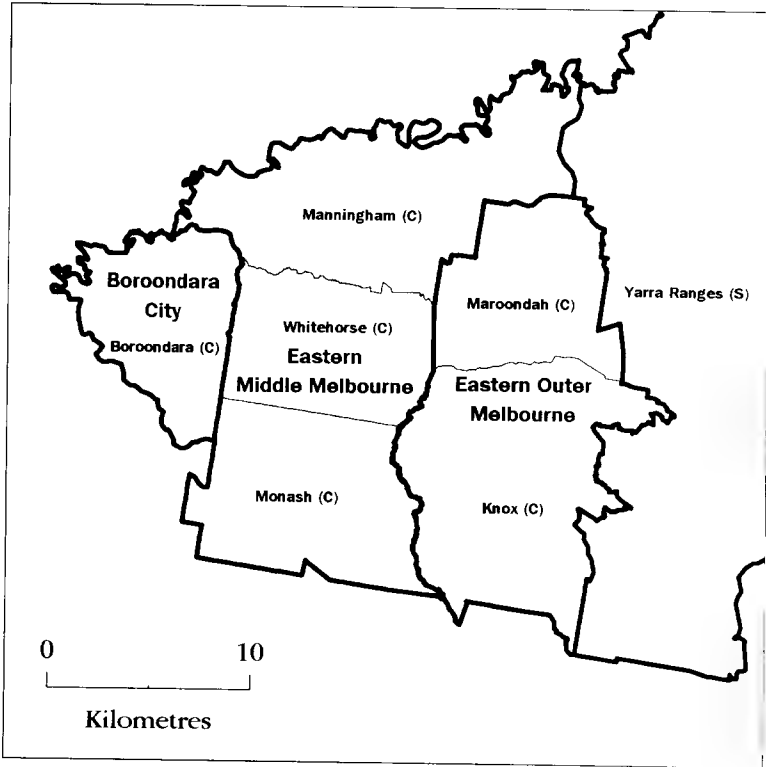 Manningham (C)
Boroondara
City
Boroondara (C)
Whitehorse (C)
Eastern
Middle Melbourne
Maroondah (C)
Yarra Ranges (S)
Eastern Outer
Melbourne
Monash (C)
Knox (C)
0 10
Kilometres